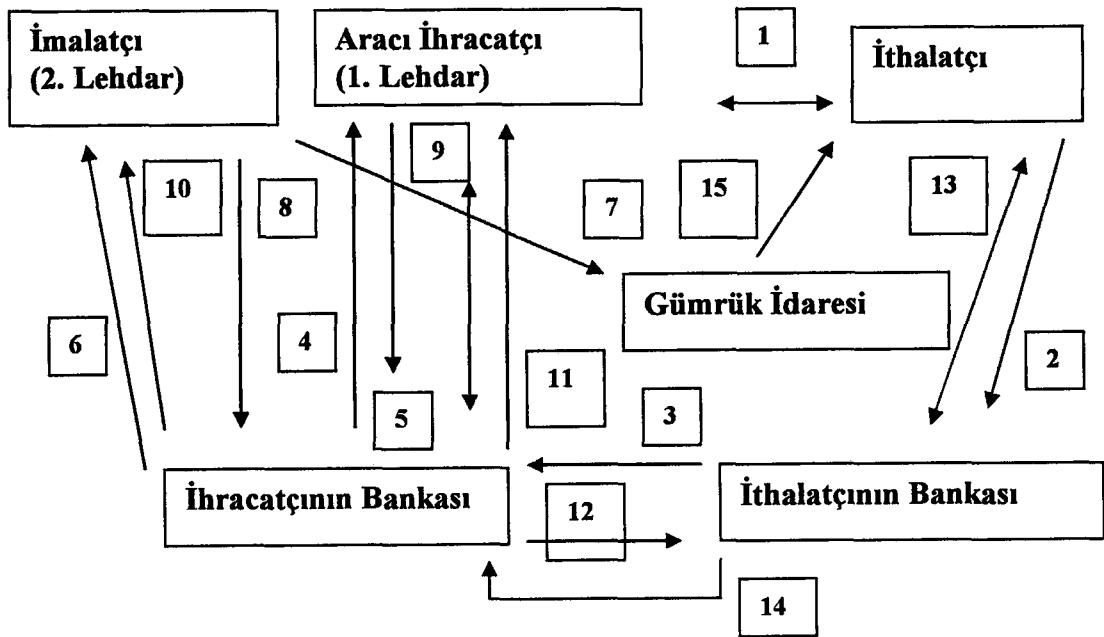 İmalatçı
(2. Lehdar)
Aracı İhracatçı
(1. Lehdar)
1
İthalatçı
10
8
9
7
15
13
Gümrük İdaresi
6
4
5
11
3
2
İhracatçının Bankası
12
İthalatçının Bankası
14